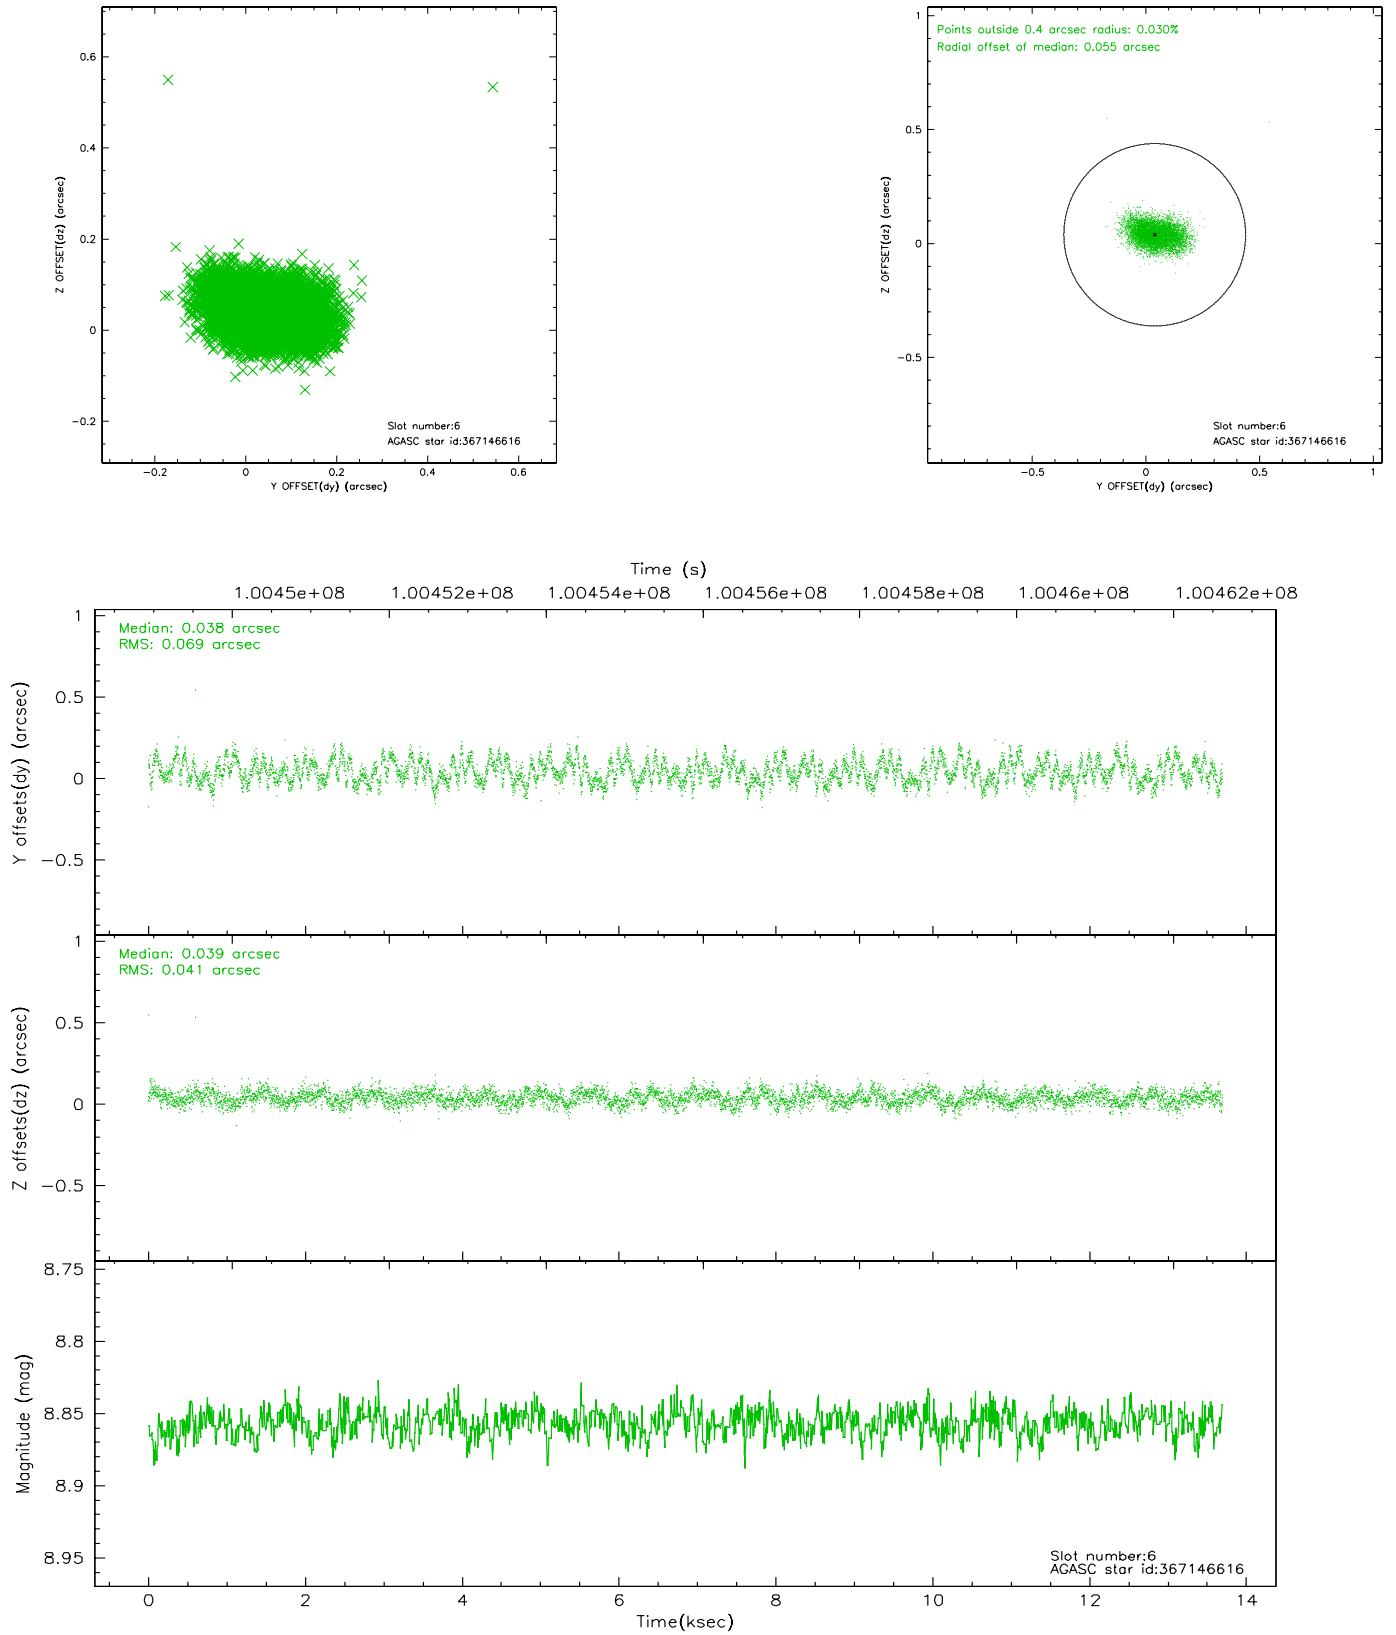 0.6
0.4
0.2
0
−0.2
Z OFFSET(dz) (arcsec)
Slot number:6
AGASC star id:367146616
−0.2 0 0.2 0.4 0.6
Y OFFSET(dy) (arcsec)
Points outside 0.4 arcsec radius: 0.030%
Radial offset of median: 0.055 arcsec
1
0.5
0
−0.5
Z OFFSET(dz) (arcsec)
Slot number:6
AGASC star id:367146616
−0.5 0 0.5 1
Y OFFSET(dy) (arcsec)
Time (s)
1.0045e+08 1.00452e+08 1.00454e+08 1.00456e+08 1.00458e+08 1.0046e+08 1.00462e+08
Median: 0.038 arcsec
RMS: 0.069 arcsec
1
0.5
0
−0.5
Y offsets(dy) (arcsec)
Median: 0.039 arcsec
RMS: 0.041 arcsec
1
0.5
0
−0.5
Z offsets(dz) (arcsec)
8.75
8.8
8.85
8.9
8.95
Magnitude (mag)
Slot number:6
AGASC star id:367146616
0 2 4 6 8 10 12 14
Time(ksec)